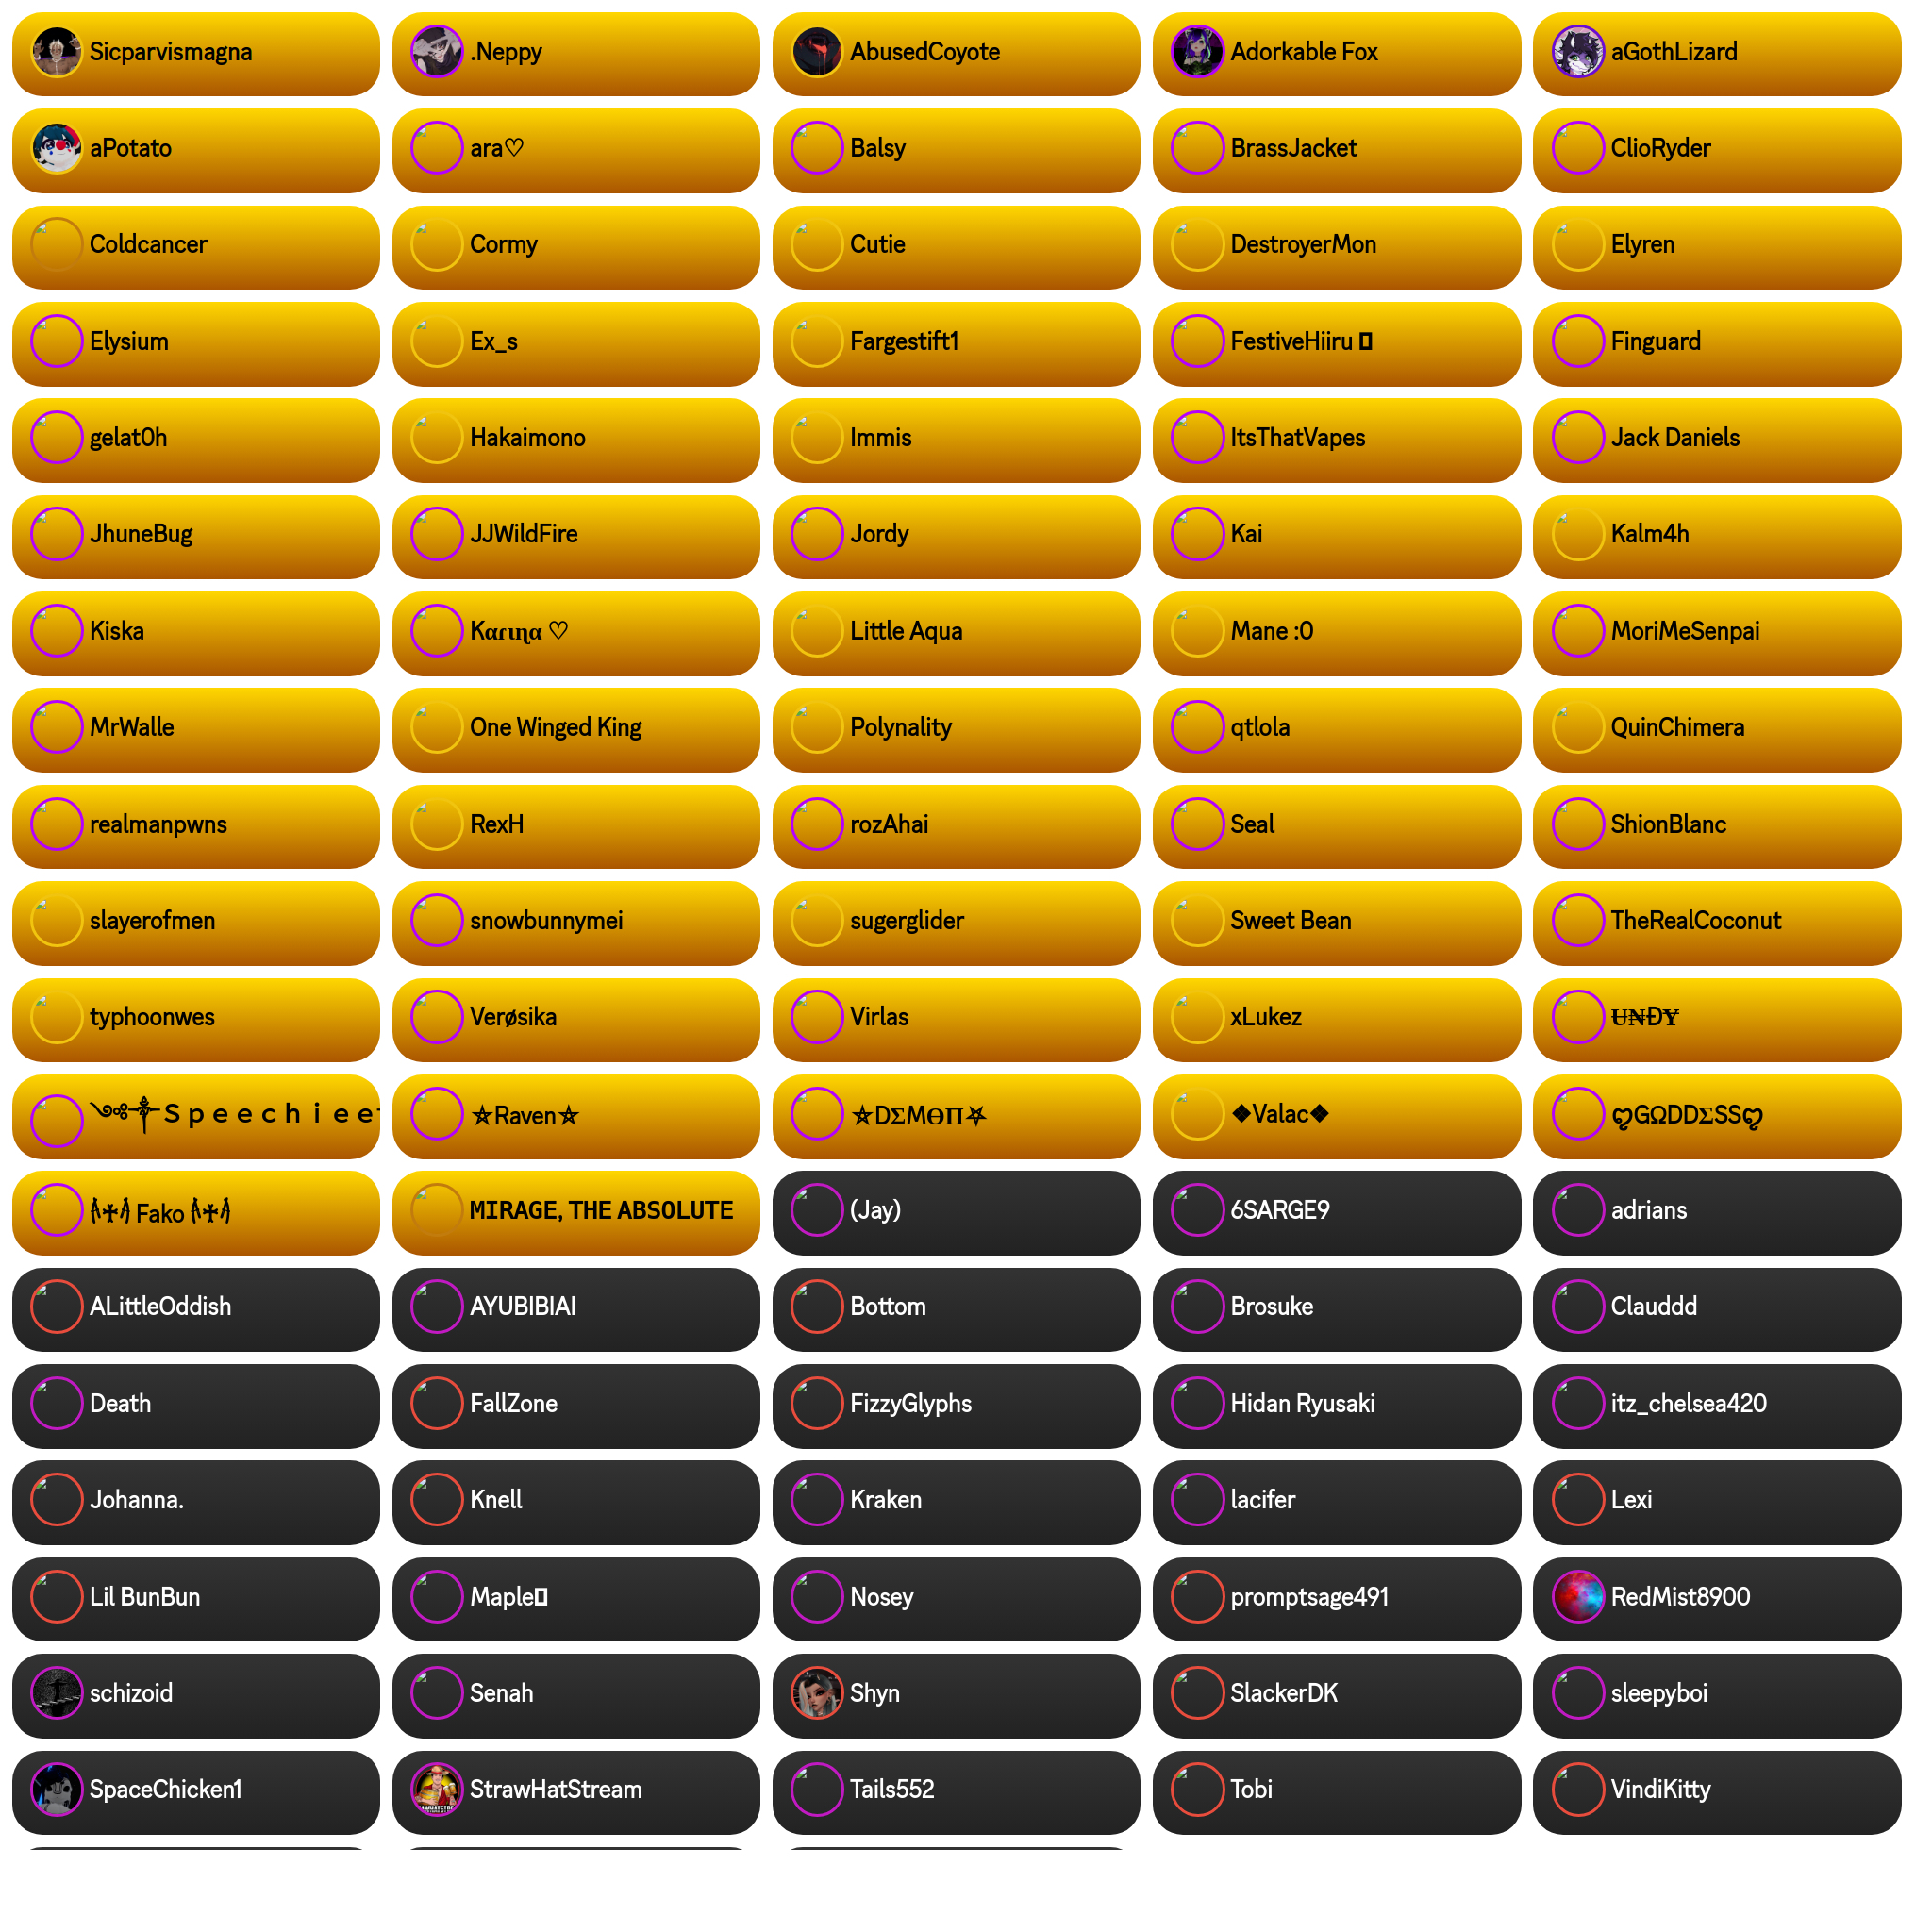 Sicparvismagna
.Neppy
AbusedCoyote
Adorkable Fox
aGothLizard
aPotato
ara♡
Balsy
BrassJacket
ClioRyder
Coldcancer
Cormy
Cutie
DestroyerMon
Elyren
Elysium
Ex_s
Fargestift1
FestiveHiiru
Finguard
gelat0h
Hakaimono
Immis
ItsThatVapes
Jack Daniels
JhuneBug
JJWildFire
Jordy
Kai
Kalm4h
Kiska
Kαɾιɳα ♡
Little Aqua
Mane :0
MoriMeSenpai
MrWalle
One Winged King
Polynality
qtlola
QuinChimera
realmanpwns
RexH
rozAhai
Seal
ShionBlanc
slayerofmen
snowbunnymei
sugerglider
Sweet Bean
TheRealCoconut
typhoonwes
Verøsika
Virlas
xLukez
U̶N̶ĐY̶
༺༒Ｓｐｅｅｃｈｉｅｅ
⛥Raven⛥
⛥DΣMӨП⛧
❖Valac❖
ღGΩDDΣSSღ
Fako
MIRAGE, THE ABSOLUTE
(Jay)
6SARGE9
adrians
ALittleOddish
AYUBIBIAI
Bottom
Brosuke
Clauddd
Death
FallZone
FizzyGlyphs
Hidan Ryusaki
itz_chelsea420
Johanna.
Knell
Kraken
lacifer
Lexi
Lil BunBun
Maple
Nosey
promptsage491
RedMist8900
schizoid
Senah
Shyn
SlackerDK
sleepyboi
SpaceChicken1
StrawHatStream
Tails552
Tobi
VindiKitty